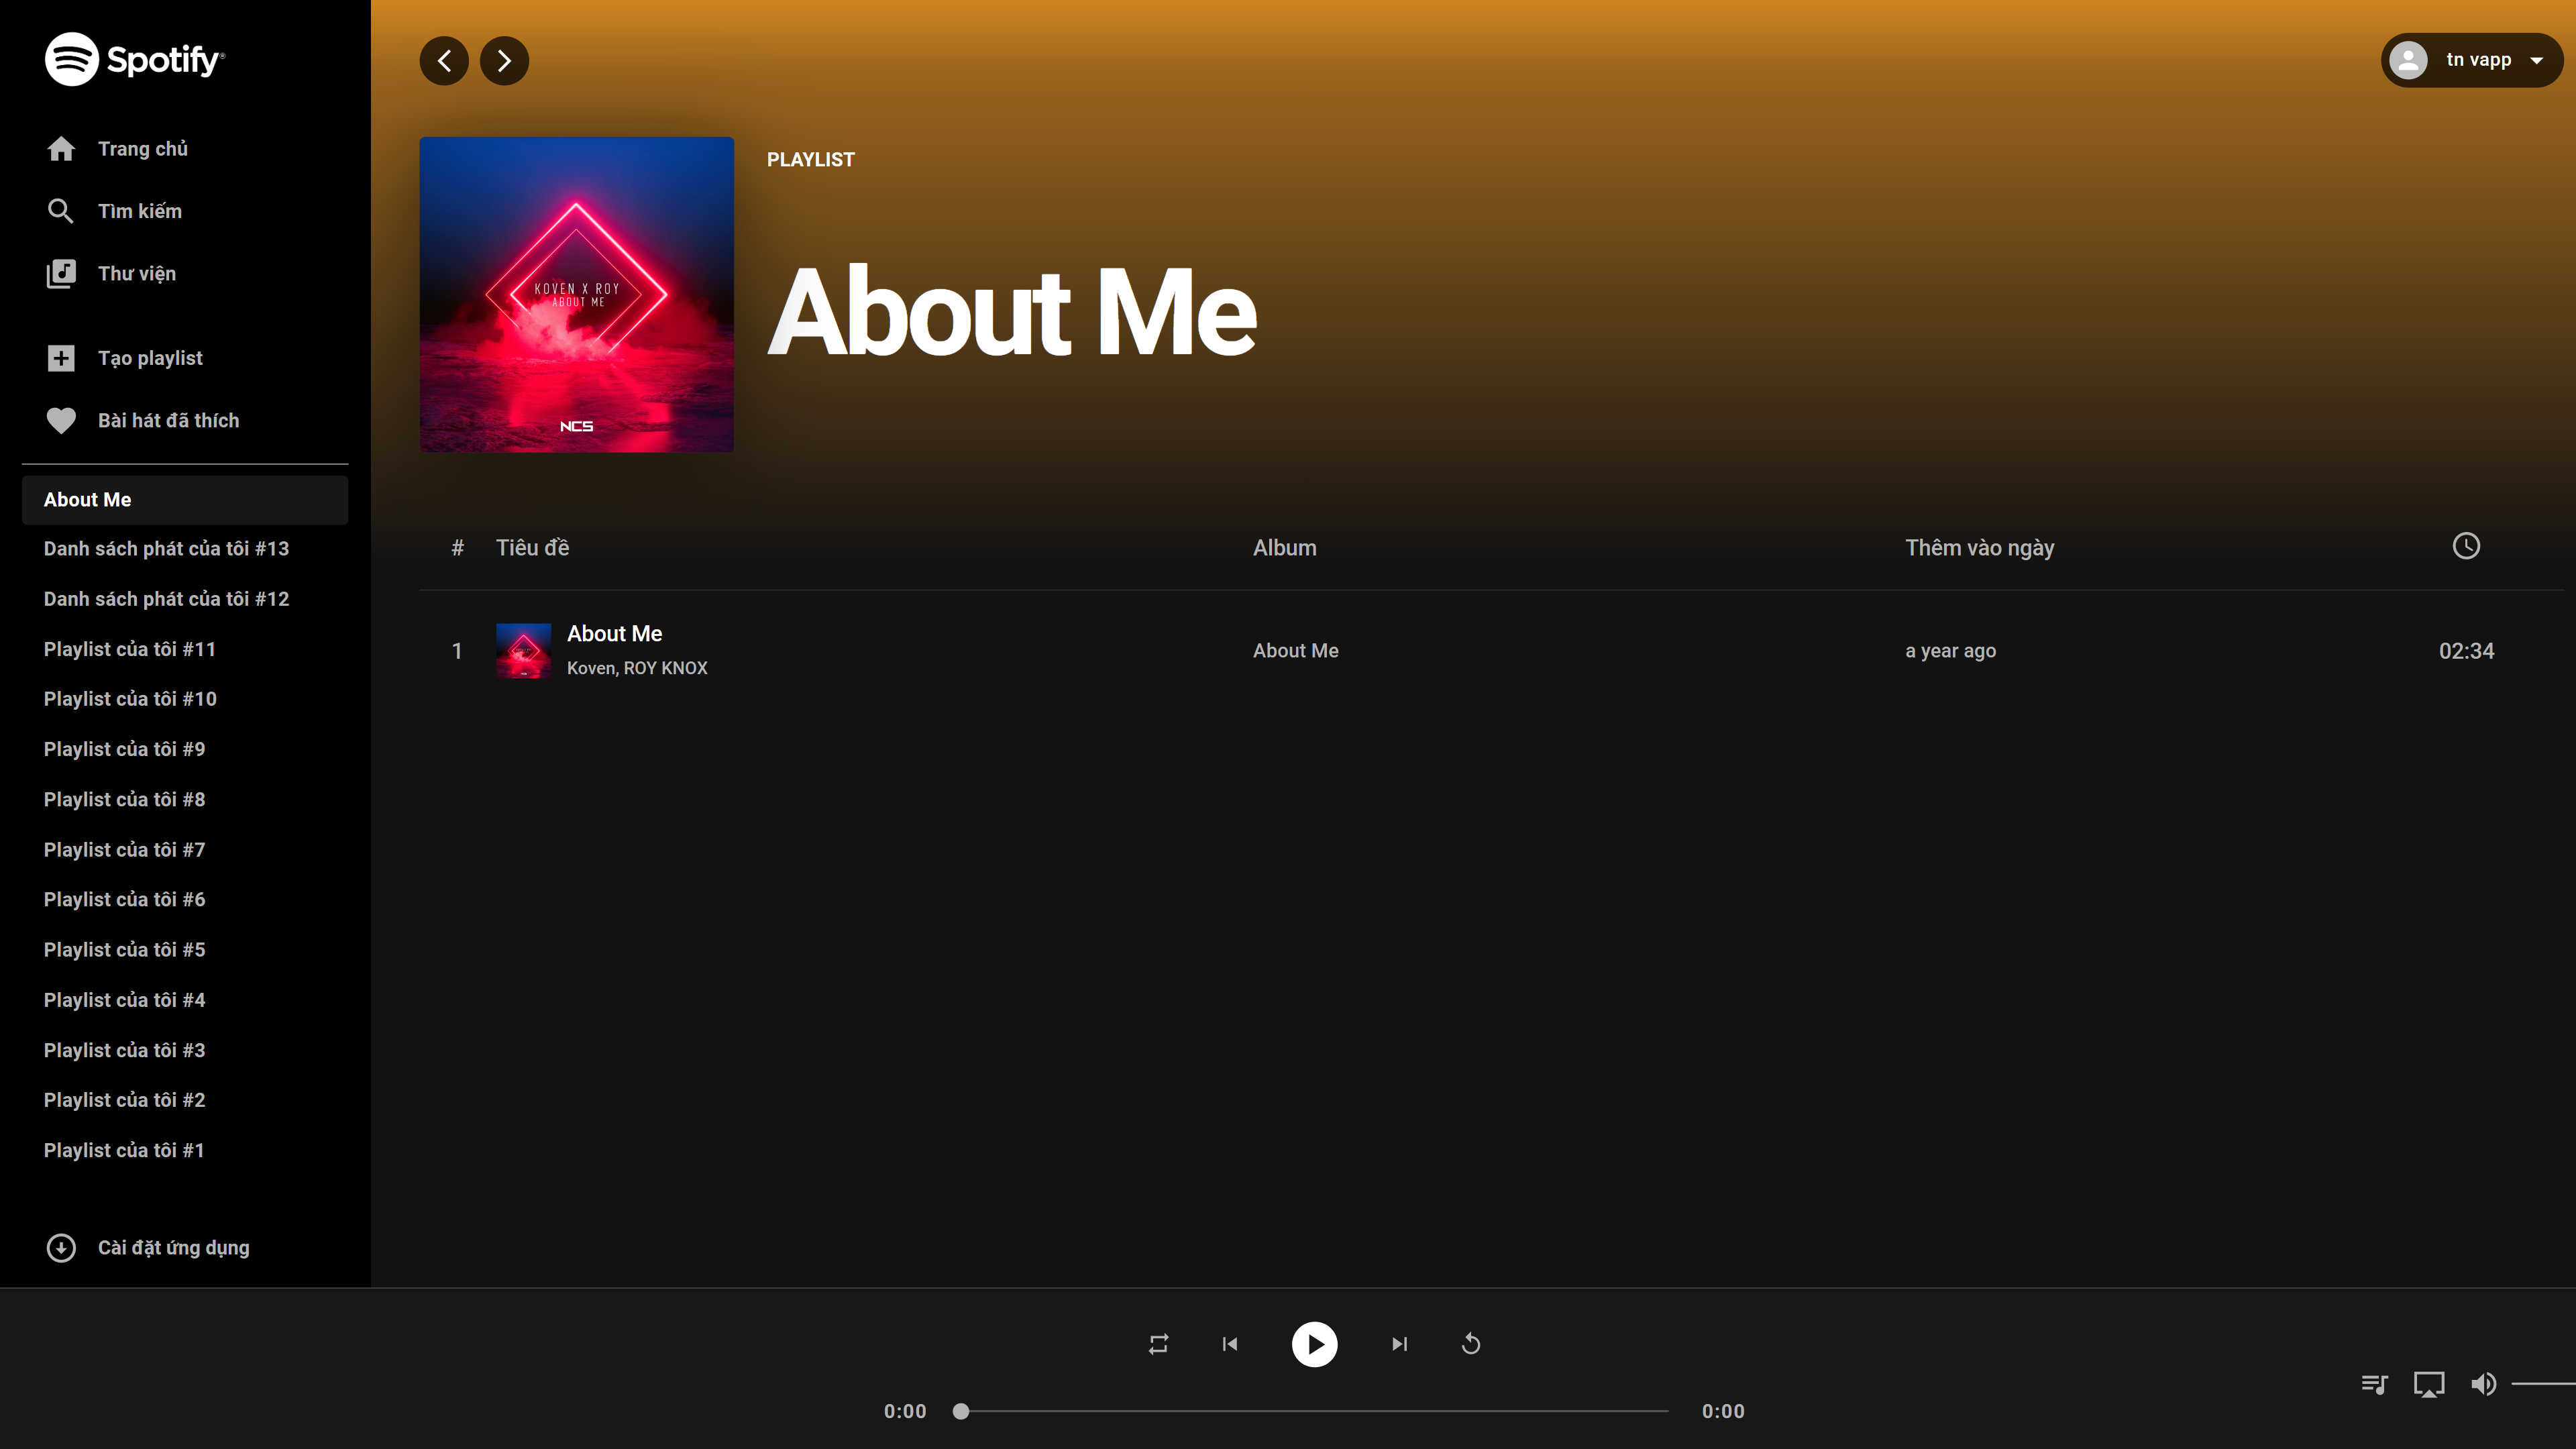 Spotify®
Trang chủ
Tìm kiếm
Thư viện
Tạo playlist
Bài hát đã thích
About Me
Danh sách phát của tôi #13
Danh sách phát của tôi #12
Playlist của tôi #11
Playlist của tôi #10
Playlist của tôi #9
Playlist của tôi #8
Playlist của tôi #7
Playlist của tôi #6
Playlist của tôi #5
Playlist của tôi #4
Playlist của tôi #3
Playlist của tôi #2
Playlist của tôi #1
Cài đặt ứng dụng
tn vapp
KOVEN X ROY
ABOUT ME
NCS
PLAYLIST
About Me
# Tiêu đề Album Thêm vào ngày
1 About Me About Me a year ago 02:34
Koven, ROY KNOX
0:00 0:00